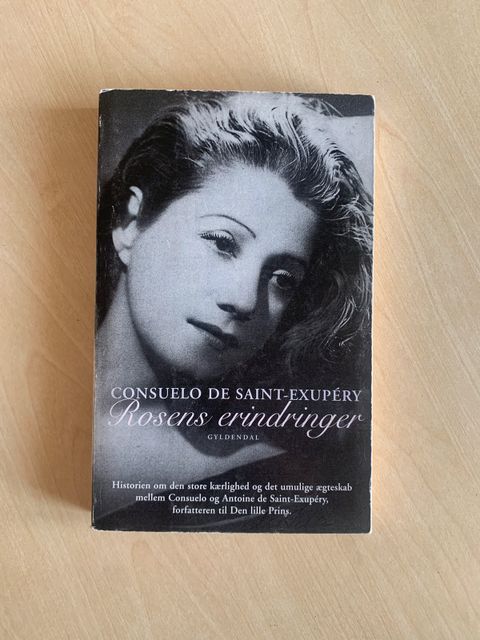 CONSUELO DE SAINT-EXUPÉRY
Rosens erindringer
GYLDENDAL
Historien om den store kærlighed og det umulige ægteskab
mellem Consuelo og Antoine de Saint-Exupéry,
forfatteren til Den lille Prins.